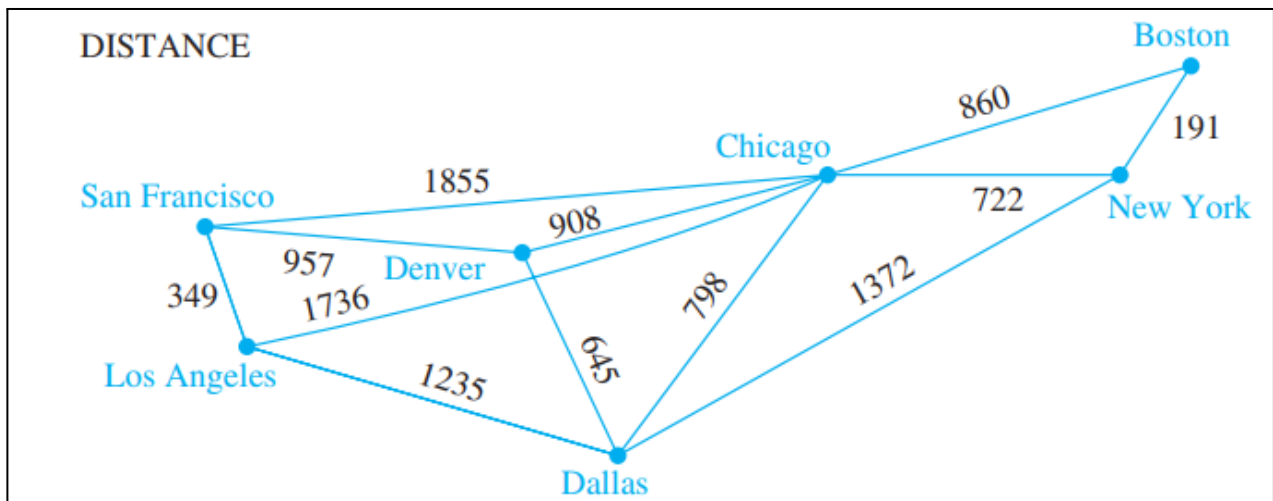 DISTANCE
Boston
860
191
Chicago
1855
San Francisco
722
New York
908
957
Denver
349
1736
798
1372
Los Angeles
1235
645
Dallas